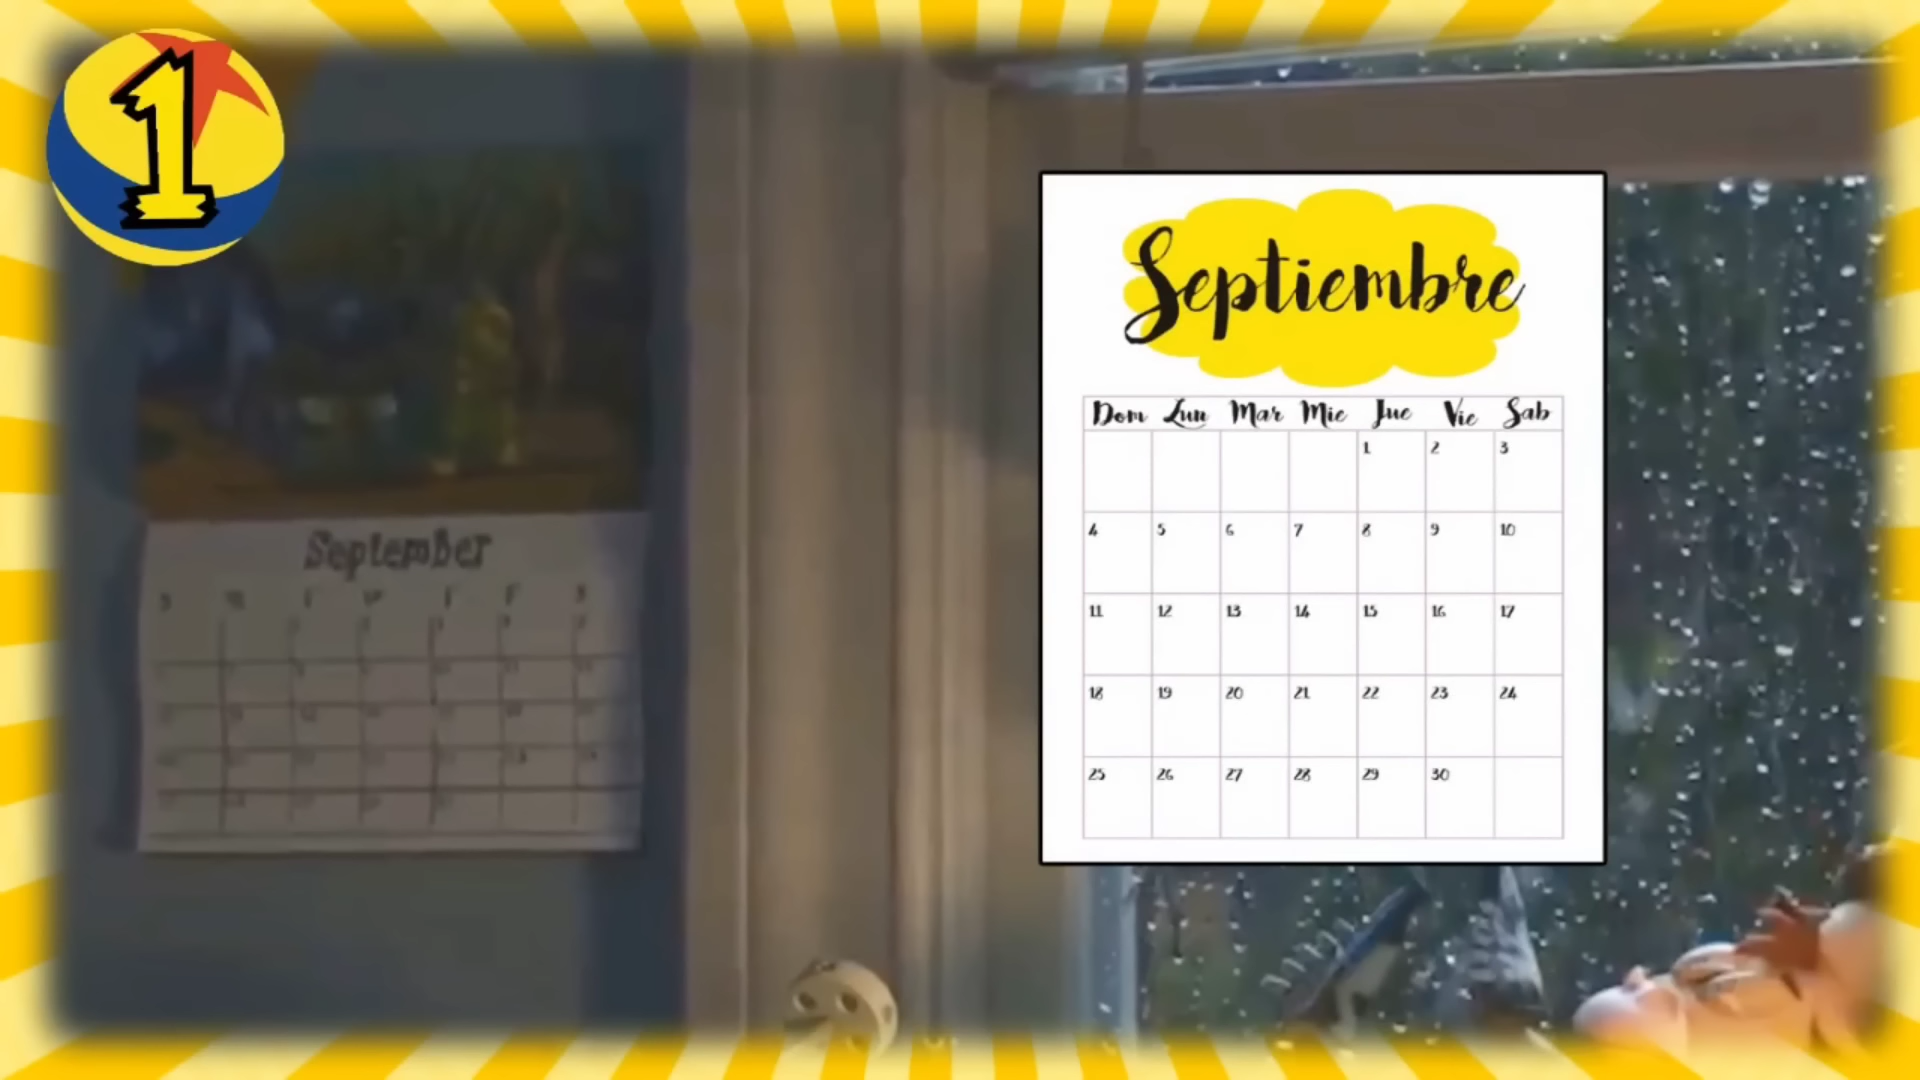 1
September
S M T W T F S
Septiembre
Dom Lun Mar Mie Jue Vie Sab
1 2 3
4 5 6 7 8 9 10
11 12 13 14 15 16 17
18 19 20 21 22 23 24
25 26 27 28 29 30